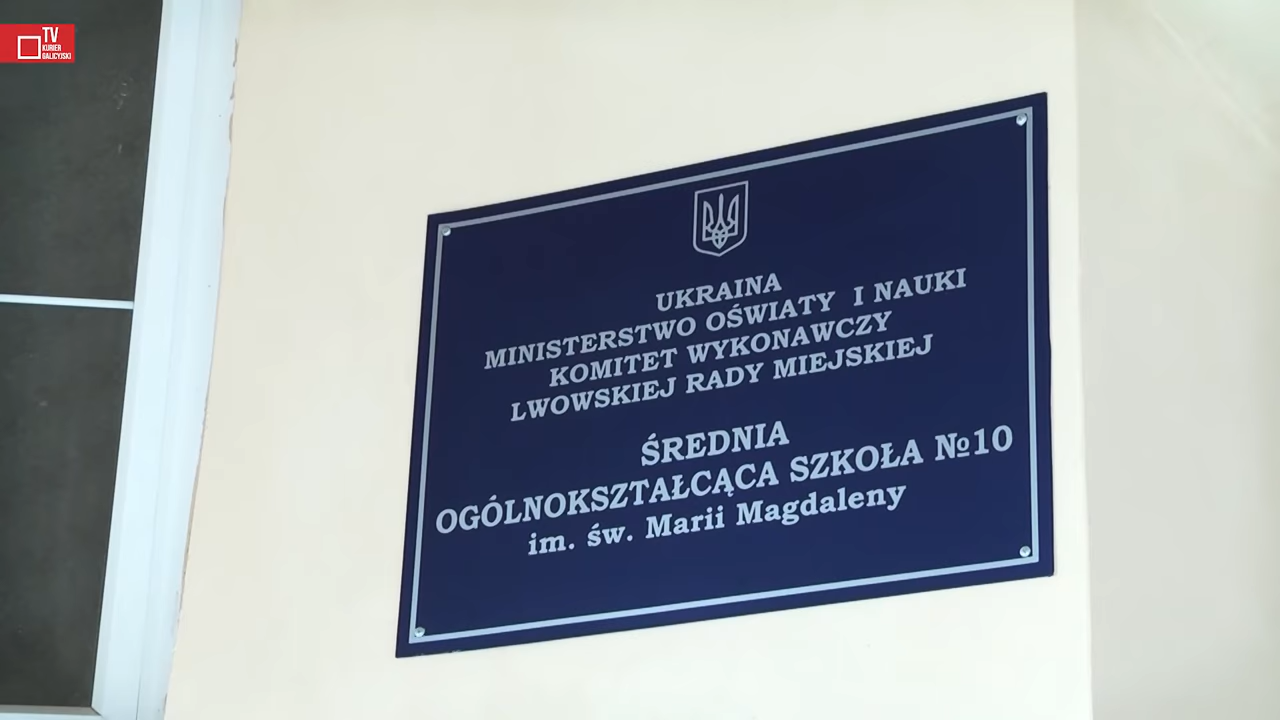 TV
KURIER
GALICYJSKI
UKRAINA
MINISTERSTWO OŚWIATY I NAUKI
KOMITET WYKONAWCZY
LWOWSKIEJ RADY MIEJSKIEJ
ŚREDNIA
OGÓLNOKSZTAŁCĄCA SZKOŁA №10
im. św. Marii Magdaleny